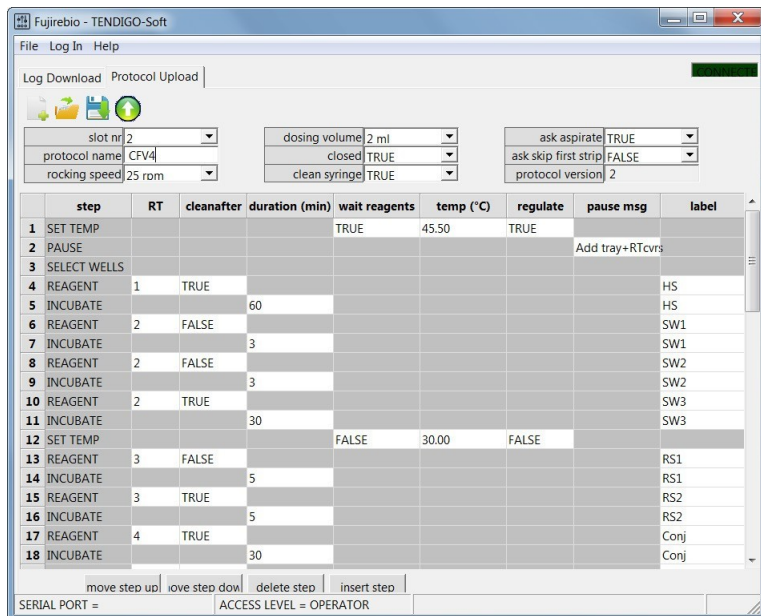 Fujirebio - TENDIGO-Soft
File Log In Help
Log Download Protocol Upload
CONNECTE
slot nr 2 dosing volume 2 ml ask aspirate TRUE
protocol name CFV4 closed TRUE ask skip first strip FALSE
rocking speed 25 rpm clean syringe TRUE protocol version 2
step RT cleanafter duration (min) wait reagents temp (°C) regulate pause msg label
1 SET TEMP TRUE 45.50 TRUE
2 PAUSE Add tray+RTcvrs
3 SELECT WELLS
4 REAGENT 1 TRUE HS
5 INCUBATE 60 HS
6 REAGENT 2 FALSE SW1
7 INCUBATE 3 SW1
8 REAGENT 2 FALSE SW2
9 INCUBATE 3 SW2
10 REAGENT 2 TRUE SW3
11 INCUBATE 30 SW3
12 SET TEMP FALSE 30.00 FALSE
13 REAGENT 3 FALSE RS1
14 INCUBATE 5 RS1
15 REAGENT 3 TRUE RS2
16 INCUBATE 5 RS2
17 REAGENT 4 TRUE Conj
18 INCUBATE 30 Conj
move step up ove step dow delete step insert step
SERIAL PORT = ACCESS LEVEL = OPERATOR